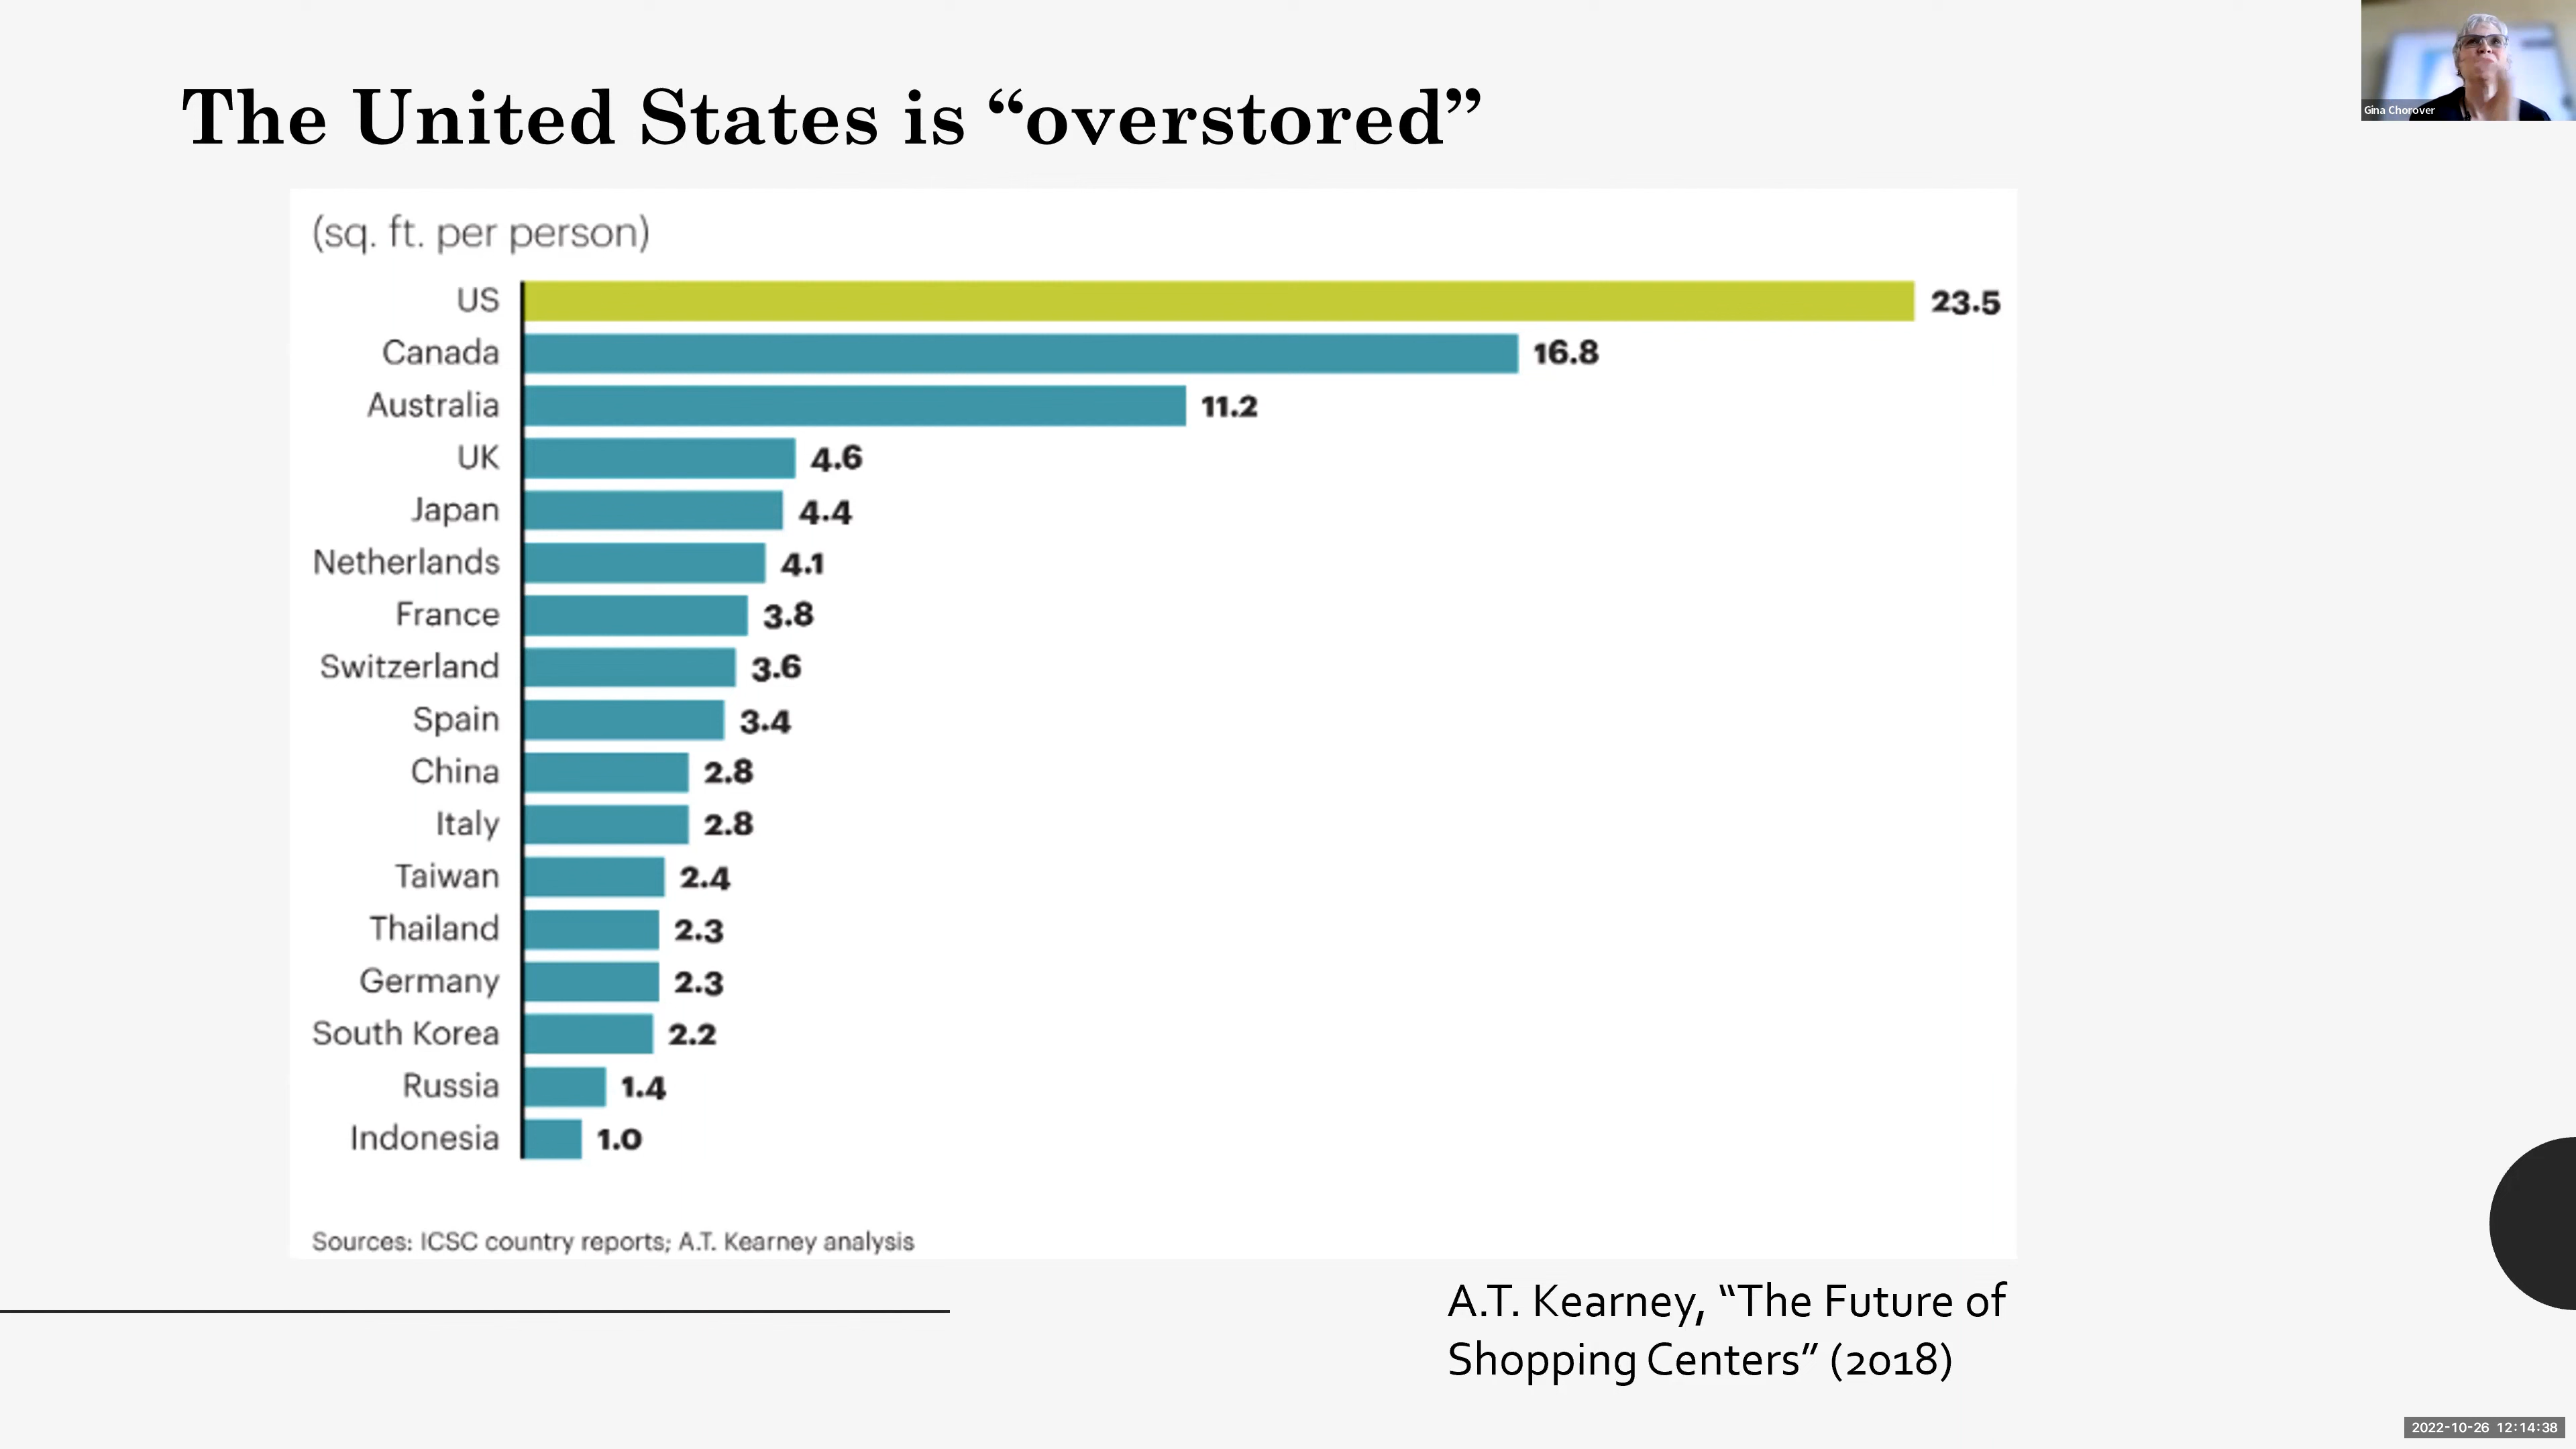 The United States is “overstored”
Gina Chorover
(sq. ft. per person)
US 23.5
Canada 16.8
Australia 11.2
UK 4.6
Japan 4.4
Netherlands 4.1
France 3.8
Switzerland 3.6
Spain 3.4
China 2.8
Italy 2.8
Taiwan 2.4
Thailand 2.3
Germany 2.3
South Korea 2.2
Russia 1.4
Indonesia 1.0
Sources: ICSC country reports; A.T. Kearney analysis
A.T. Kearney, “The Future of
Shopping Centers” (2018)
2022-10-26 12:14:38